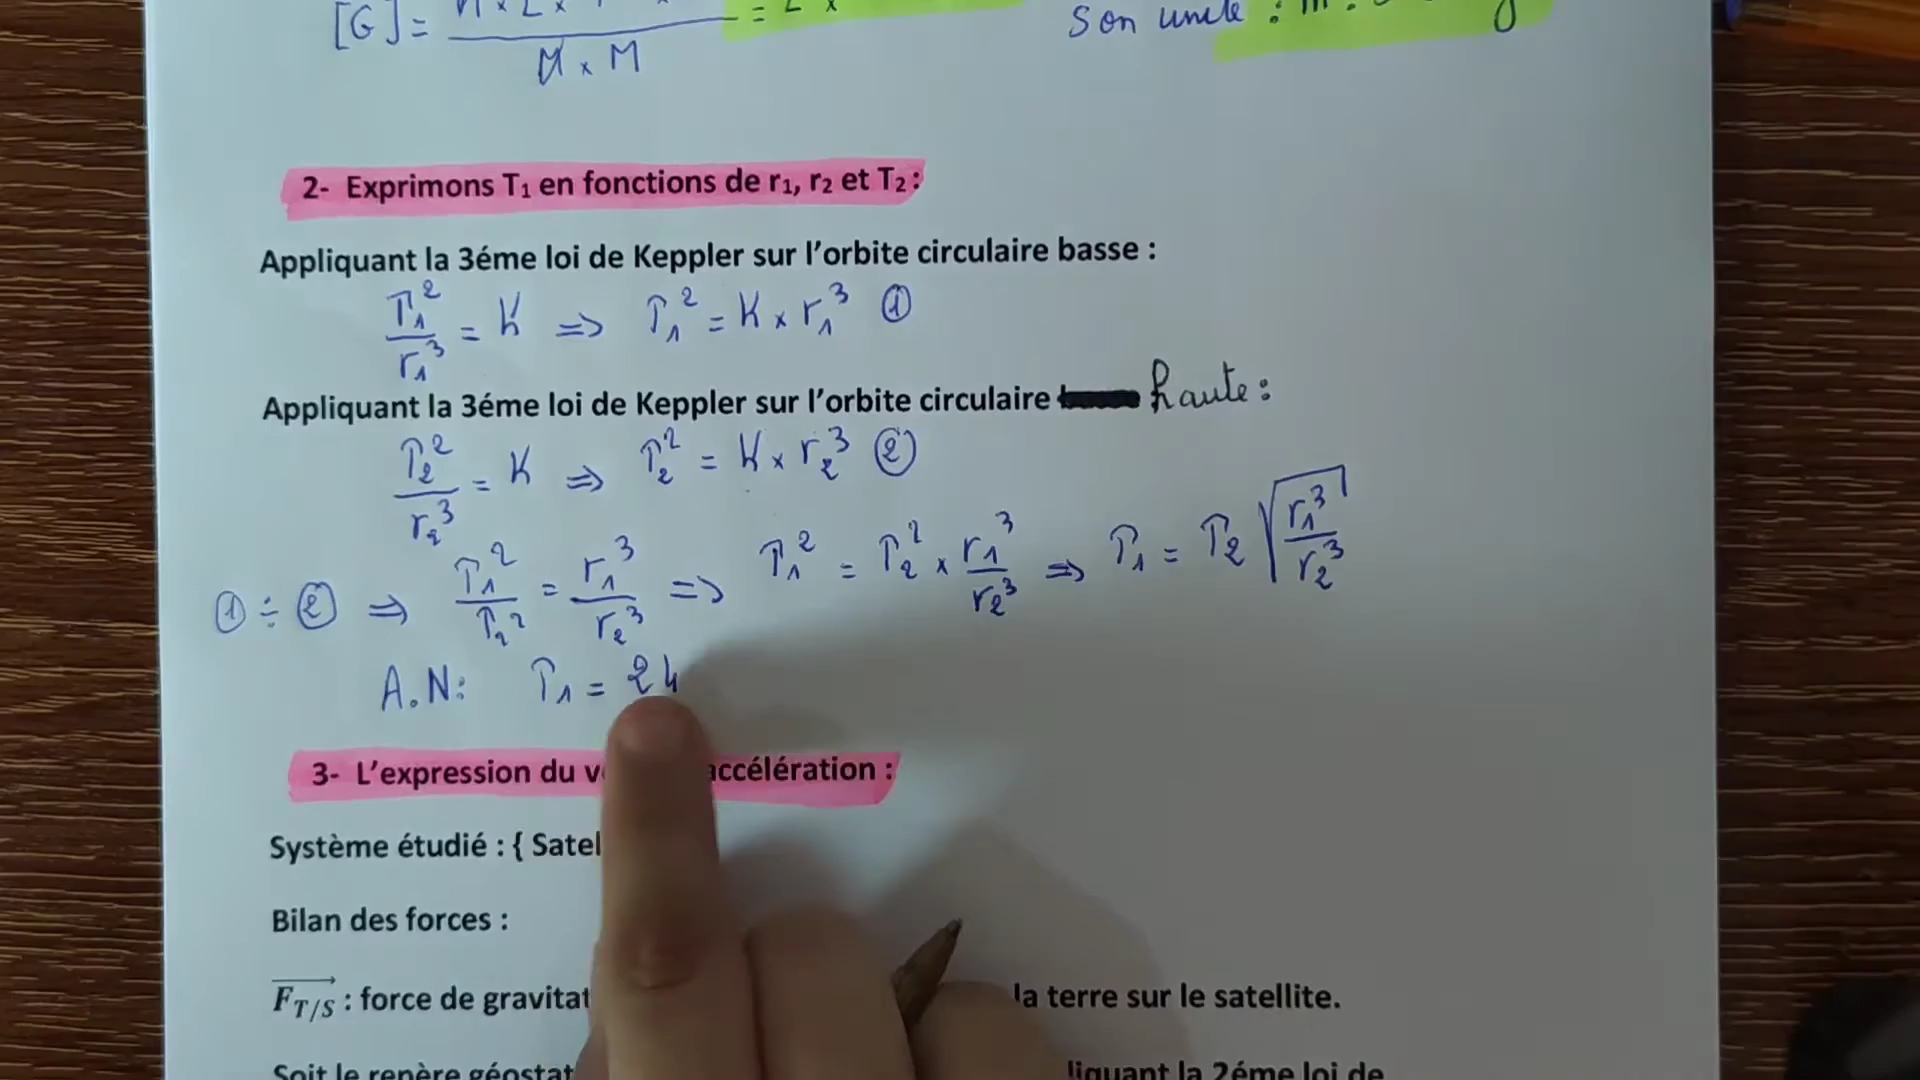 [G] = = L x Son unité :
M x M
2- Exprimons T₁ en fonctions de r₁, r₂ et T₂ :
Appliquant la 3éme loi de Keppler sur l'orbite circulaire basse :
T₁²/r₁³ = K => T₁² = K x r₁³ ①
Appliquant la 3éme loi de Keppler sur l'orbite circulaire haute :
T₂²/r₂³ = K => T₂² = K x r₂³ ②
① ÷ ② => T₁²/T₂² = r₁³/r₂³ => T₁² = T₂² x r₁³/r₂³ => T₁ = T₂ √(r₁³/r₂³)
A.N: T₁ = 24
3- L'expression du accélération :
Système étudié : {
Bilan des forces :
F_T/S : force de la terre sur le satellite.
Soit le repère la 2éme loi de